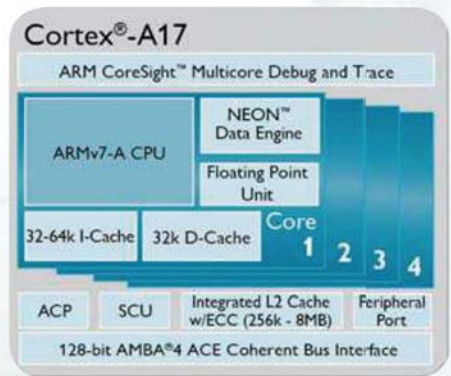 Cortex®-A17
ARM CoreSight™ Multicore Debug and Trace
ARMv7-A CPU
NEON™
Data Engine
Floating Point
Unit
32-64k I-Cache
32k D-Cache
Core
1
2
3
4
ACP
SCU
Integrated L2 Cache
w/ECC (256k - 8MB)
Feripheral
Port
128-bit AMBA®4 ACE Coherent Bus Interface